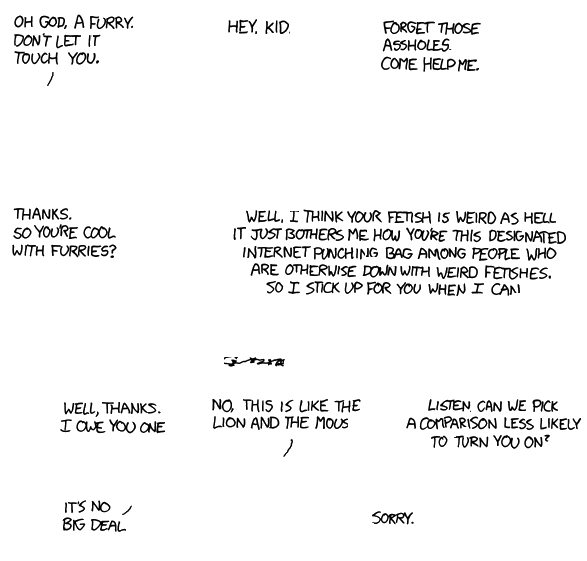 OH GOD, A FURRY.
DON'T LET IT
TOUCH YOU.
HEY, KID.
FORGET THOSE
ASSHOLES.
COME HELP ME.
THANKS.
SO YOU'RE COOL
WITH FURRIES?
WELL, I THINK YOUR FETISH IS WEIRD AS HELL
IT JUST BOTHERS ME HOW YOU'RE THIS DESIGNATED
INTERNET PUNCHING BAG AMONG PEOPLE WHO
ARE OTHERWISE DOWN WITH WEIRD FETISHES.
SO I STICK UP FOR YOU WHEN I CAN
WELL, THANKS.
I OWE YOU ONE
IT'S NO
BIG DEAL
NO, THIS IS LIKE THE
LION AND THE MOUS
LISTEN. CAN WE PICK
A COMPARISON LESS LIKELY
TO TURN YOU ON?
SORRY.